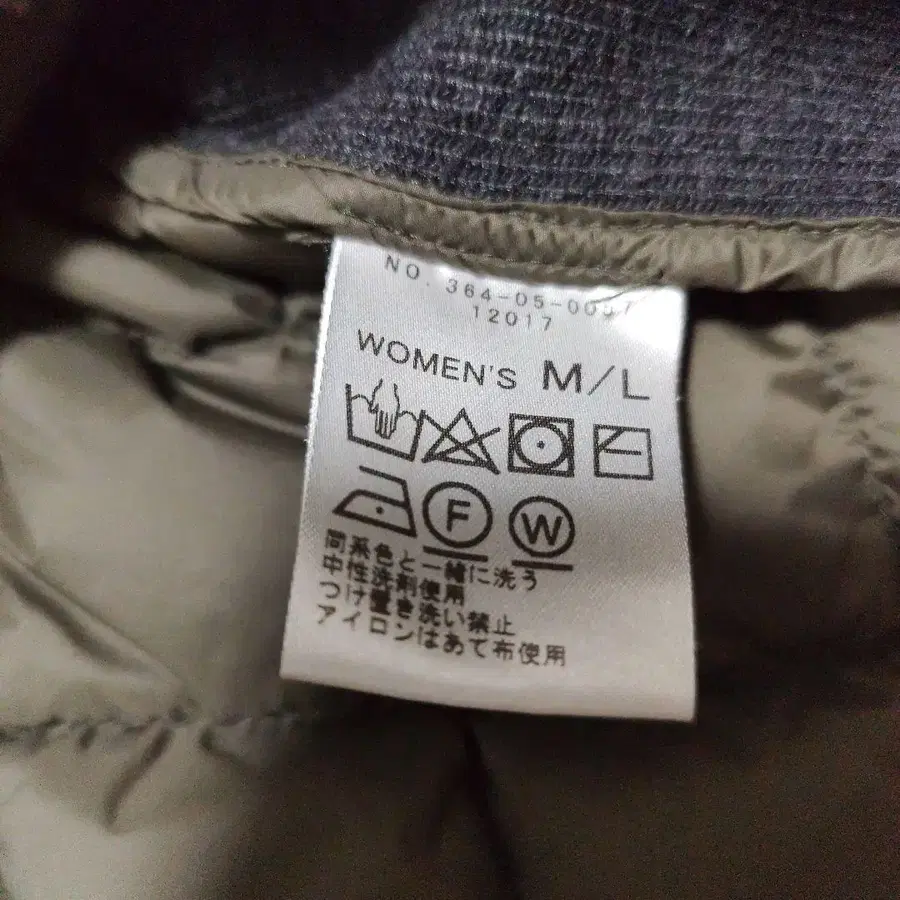 NO. 364-05-0057
12017
WOMEN'S M/L
F W
同系色と一緒に洗う
中性洗剤使用
つけ置き洗い禁止
アイロンはあて布使用